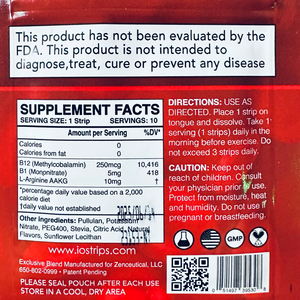 This product has not been evaluated by the
FDA. This product is not intended to
diagnose,treat, cure or prevent any disease
SUPPLEMENT FACTS
SERVING SIZE: 1 Strip SERVINGS: 10
Amount per Serving %DV*
Calories 0
Calories from fat 0
B12 (Methylcobalamin) 250mcg 10,416
B1 (Monpnitrate) 5mg 418
L-Arginine AAKG 10mg †
*percentage daily value based on a 2,000
calorie diet
†daily value not established
Other Ingredients: Pullulan, Potassium
Nitrate, PEG400, Stevia, Citric Acid, Natural
Flavors, Sunflower Lecithan
www.iostrips.com
Exclusive Blend Manufactured for Zenceutical, LLC
650-802-0999 • Patent Pending
PLEASE SEAL POUCH AFTER EACH USE
STORE IN A COOL, DRY AREA
DIRECTIONS: USE AS
DIRECTED. Place 1 strip on
tongue and dissolve. Take 1
serving (1 strips) daily in the
morning before exercise. Do
not exceed 3 strips daily.
CAUTION: Keep out of
reach of children. Consult
your physician prior use.
Protect from moisture, heat
and humidity. Do not use if
pregnant or breastfeeding.
GMP